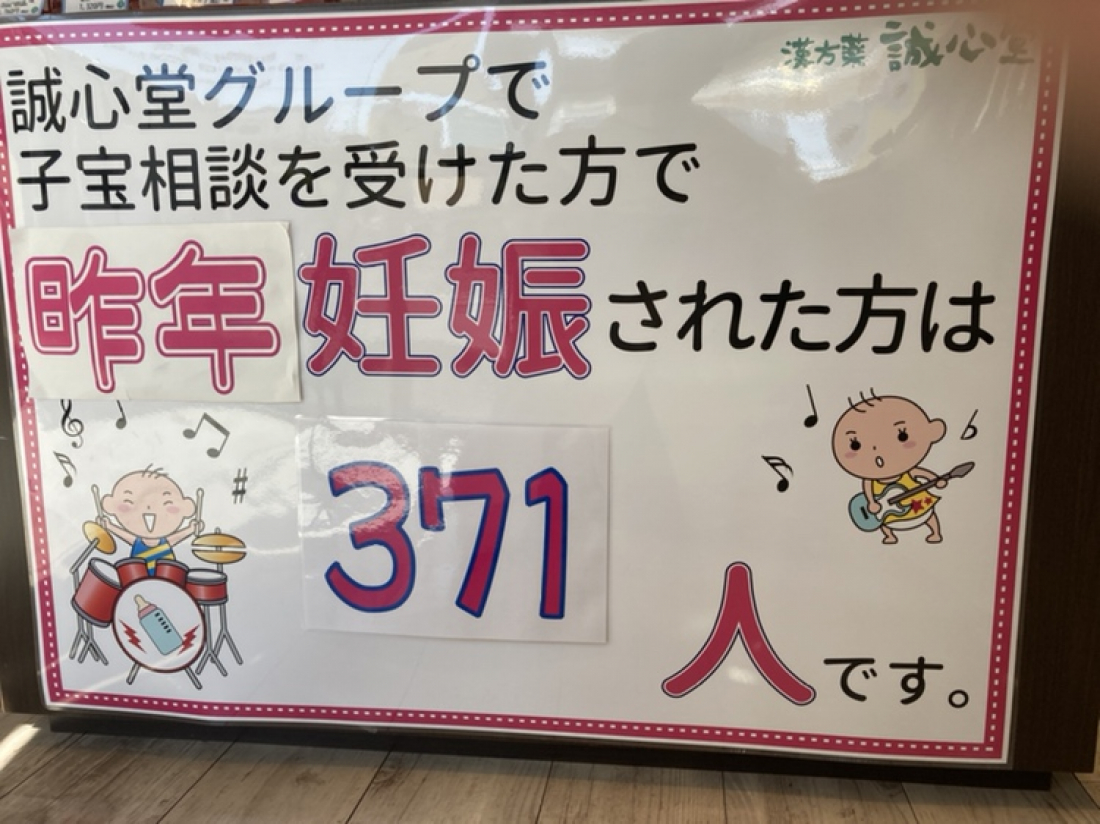 漢方薬 誠心堂
誠心堂グループで
子宝相談を受けた方で
昨年妊娠された方は
371
人です。